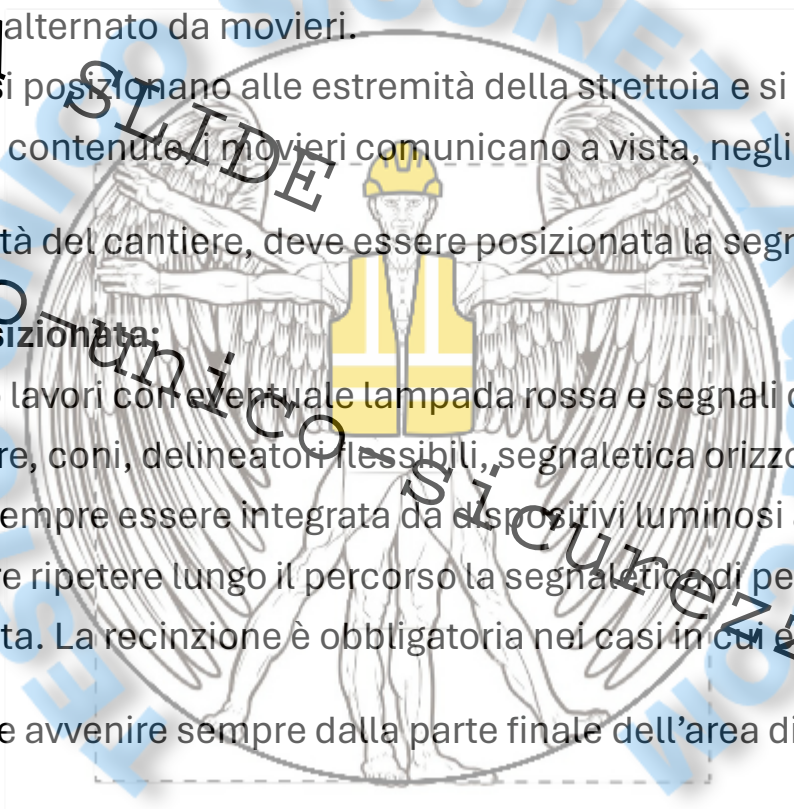 alternato da movieri.
si posizionano alle estremità della strettoia e si
contenute, i movieri comunicano a vista, negli
tà del cantiere, deve essere posizionata la segn
sizionata:
lavori con eventuale lampada rossa e segnali
re, coni, delineatori flessibili, segnaletica orizzo
empre essere integrata da dispositivi luminosi
re ripetere lungo il percorso la segnaletica di pe
ta. La recinzione è obbligatoria nei casi in cui è
e avvenire sempre dalla parte finale dell'area di
SLIDE
o-unico-sicurez